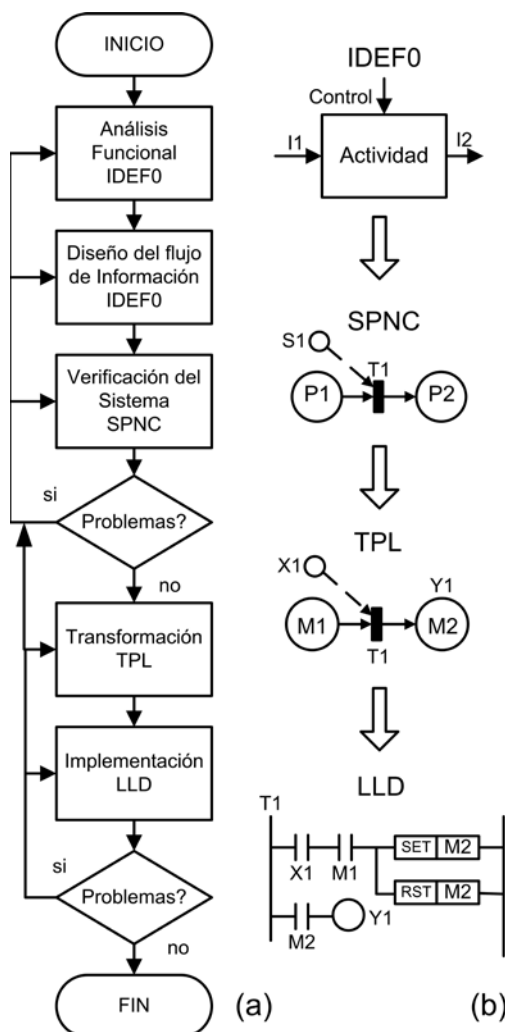 INICIO
Análisis
Funcional
IDEF0
Diseño del flujo
de Información
IDEF0
Verificación del
Sistema
SPNC
si
Problemas?
no
Transformación
TPL
Implementación
LLD
si
Problemas?
no
FIN
(a)
IDEF0
Control
I1
Actividad
I2
SPNC
S1
T1
P1
P2
TPL
X1
Y1
M1
M2
T1
LLD
T1
X1
M1
SET M2
RST M2
M2
Y1
(b)